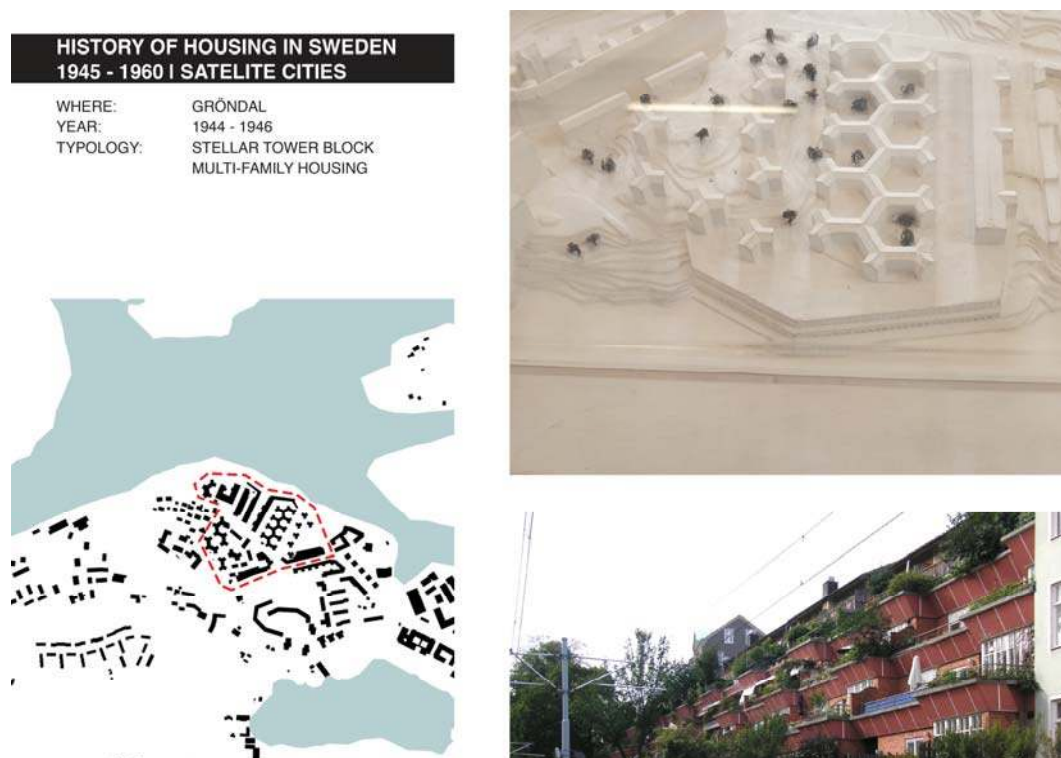 HISTORY OF HOUSING IN SWEDEN
1945 - 1960 I SATELITE CITIES
WHERE: GRÖNDAL
YEAR: 1944 - 1946
TYPOLOGY: STELLAR TOWER BLOCK
MULTI-FAMILY HOUSING